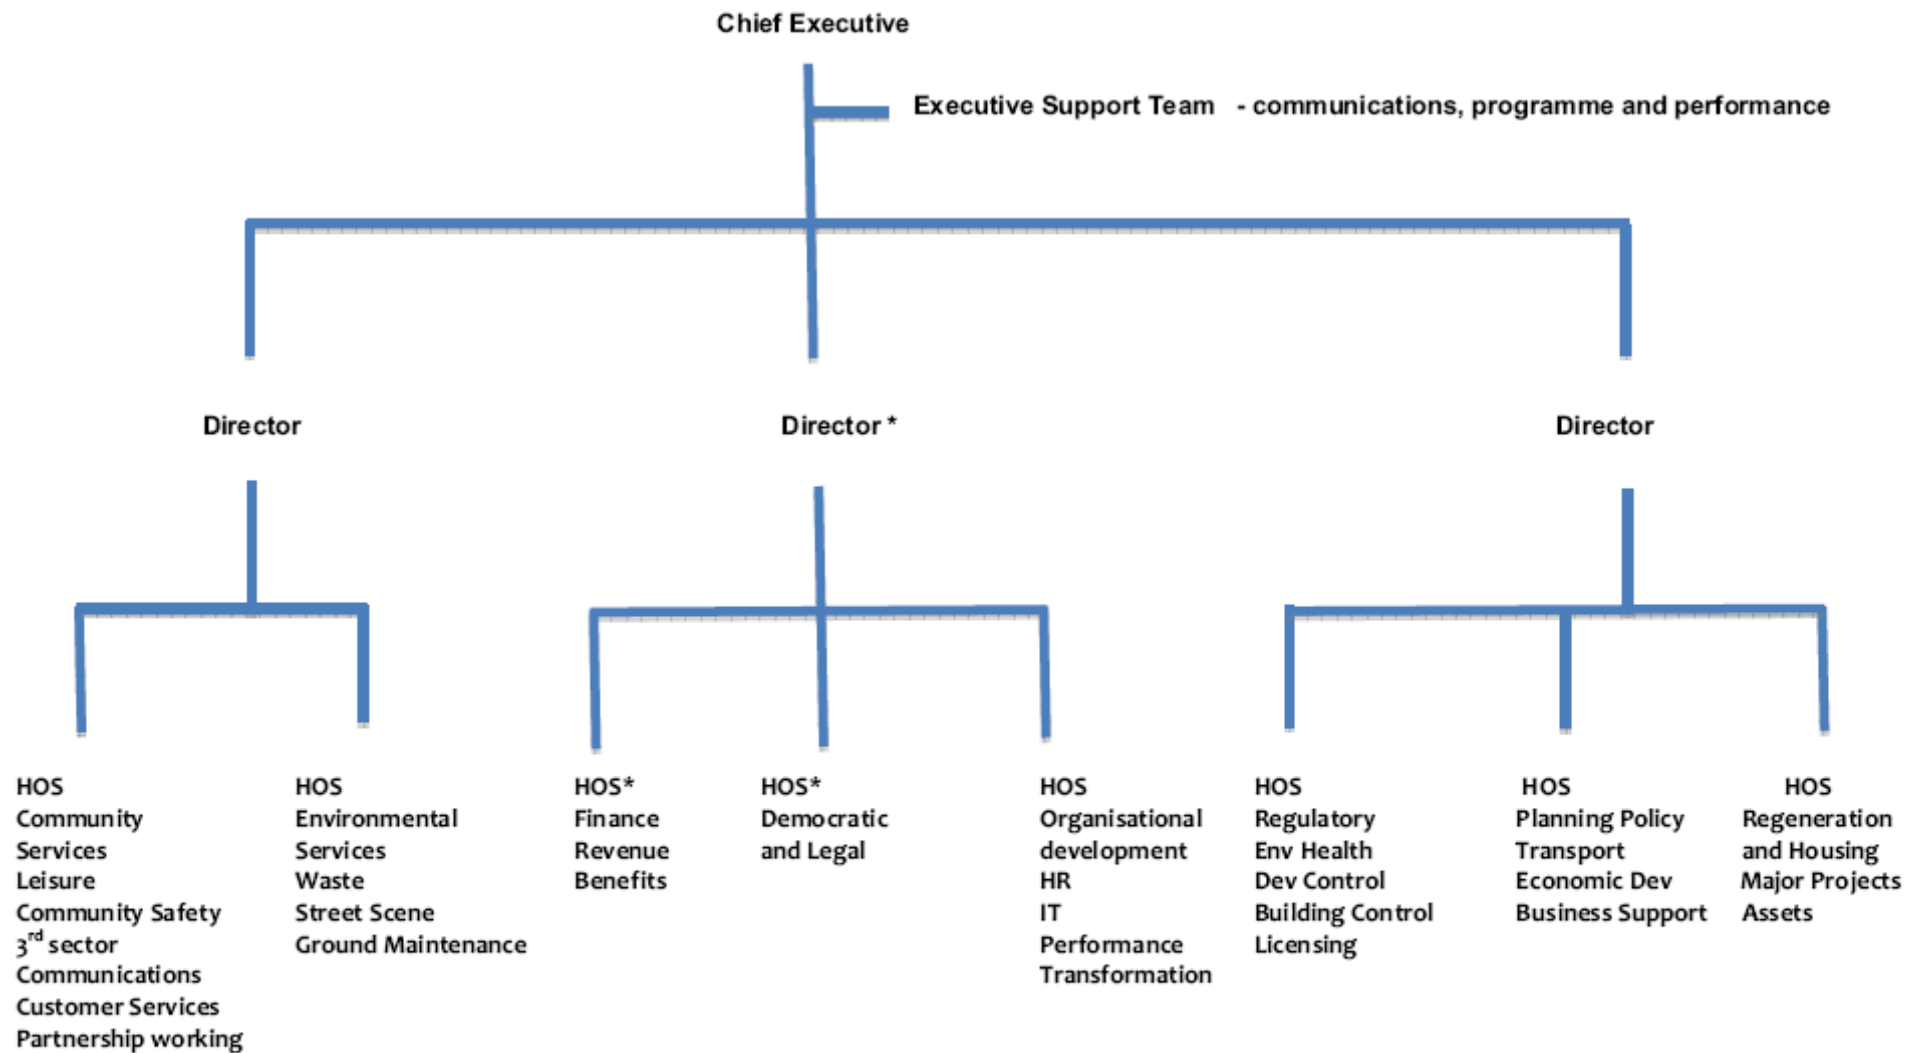 Chief Executive
Executive Support Team - communications, programme and performance
Director
Director *
Director
HOS
Community
Services
Leisure
Community Safety
3rd sector
Communications
Customer Services
Partnership working
HOS
Environmental
Services
Waste
Street Scene
Ground Maintenance
HOS*
Finance
Revenue
Benefits
HOS*
Democratic
and Legal
HOS
Organisational
development
HR
IT
Performance
Transformation
HOS
Regulatory
Env Health
Dev Control
Building Control
Licensing
HOS
Planning Policy
Transport
Economic Dev
Business Support
HOS
Regeneration
and Housing
Major Projects
Assets